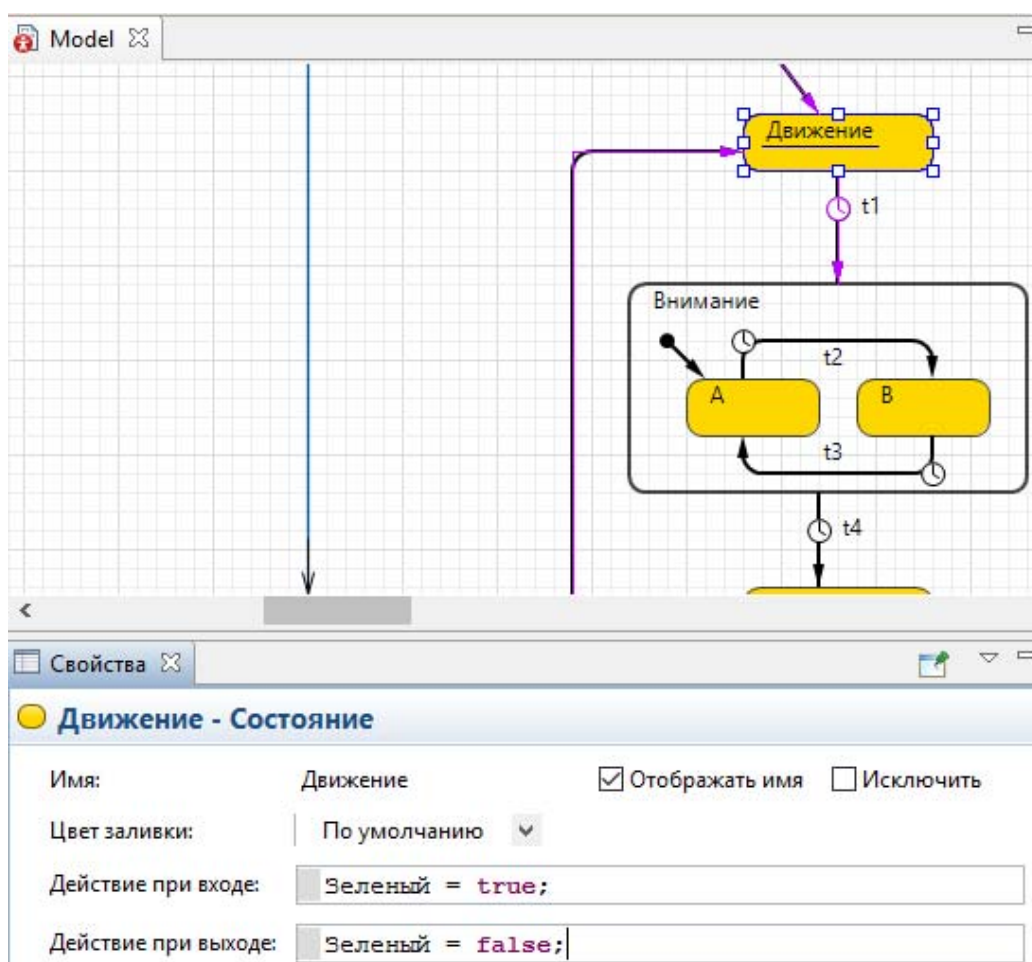 Model
Движение
t1
Внимание
t2
A
B
t3
t4
Свойства
Движение - Состояние
Имя: Движение Отображать имя Исключить
Цвет заливки: По умолчанию
Действие при входе: Зеленый = true;
Действие при выходе: Зеленый = false;